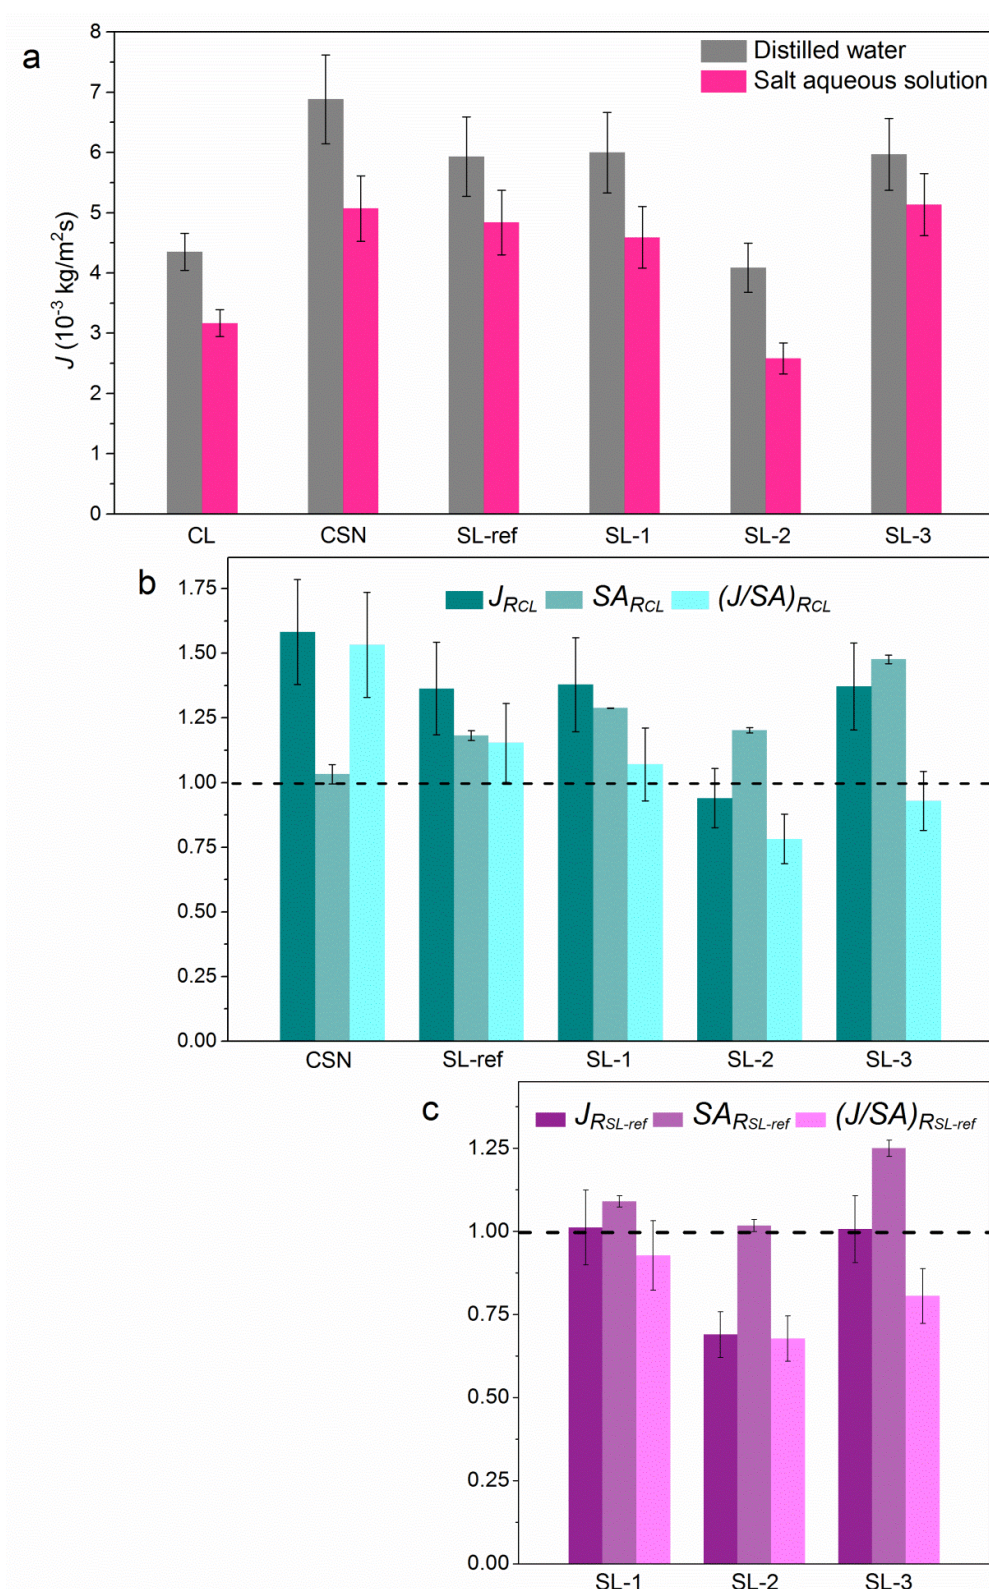 a
Distilled water
Salt aqueous solution
J (10⁻³ kg/m²s)
8
7
6
5
4
3
2
1
0
CL CSN SL-ref SL-1 SL-2 SL-3
b
J_RCL SA_RCL (J/SA)_RCL
1.75
1.50
1.25
1.00
0.75
0.50
0.25
0.00
CSN SL-ref SL-1 SL-2 SL-3
c
J_RSL-ref SA_RSL-ref (J/SA)_RSL-ref
1.25
1.00
0.75
0.50
0.25
0.00
SL-1 SL-2 SL-3